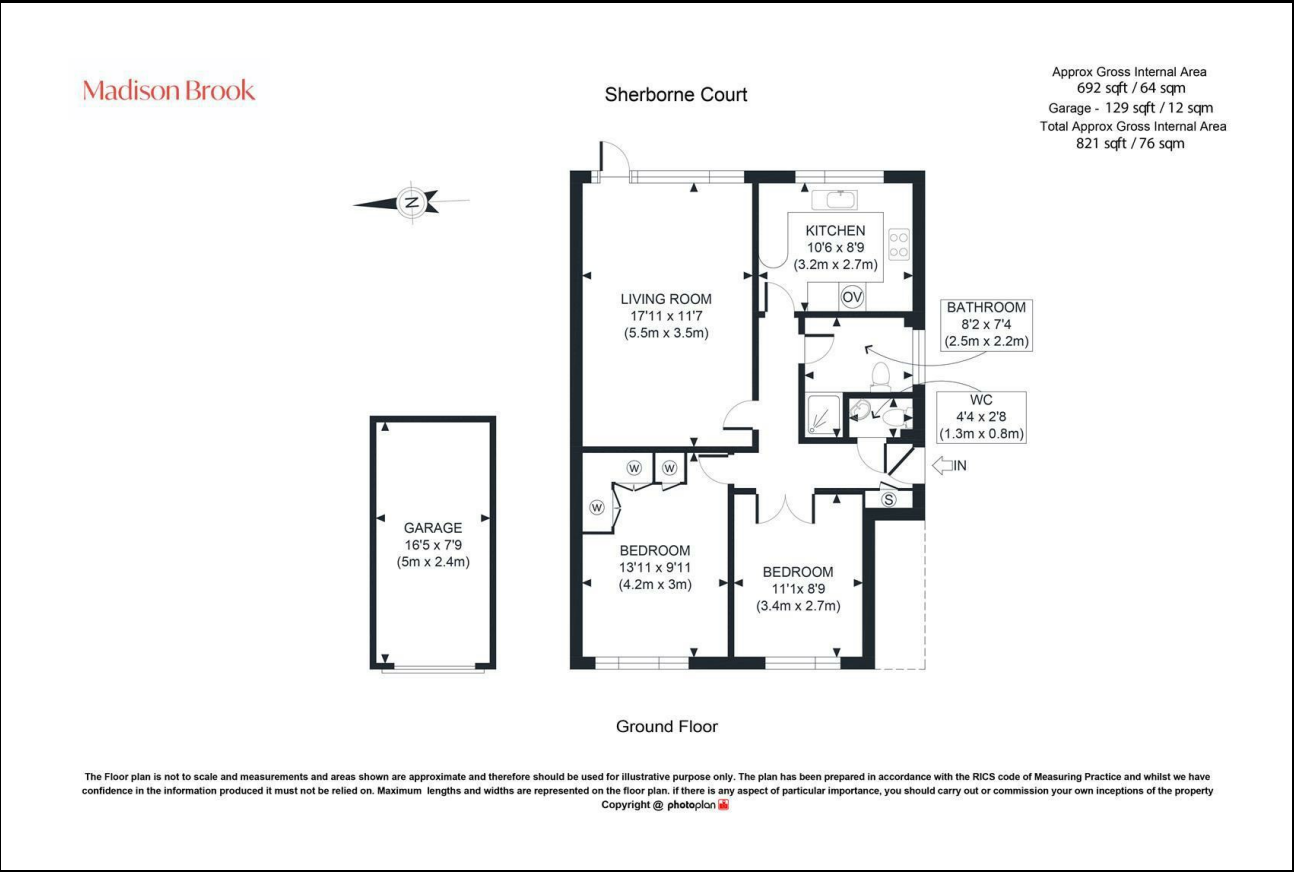 Madison Brook
Sherborne Court
Approx Gross Internal Area
692 sqft / 64 sqm
Garage - 129 sqft / 12 sqm
Total Approx Gross Internal Area
821 sqft / 76 sqm
N
KITCHEN
10'6 x 8'9
(3.2m x 2.7m)
OV
LIVING ROOM
17'11 x 11'7
(5.5m x 3.5m)
BATHROOM
8'2 x 7'4
(2.5m x 2.2m)
WC
4'4 x 2'8
(1.3m x 0.8m)
IN
W
W
W
S
GARAGE
16'5 x 7'9
(5m x 2.4m)
BEDROOM
13'11 x 9'11
(4.2m x 3m)
BEDROOM
11'1x 8'9
(3.4m x 2.7m)
Ground Floor
The Floor plan is not to scale and measurements and areas shown are approximate and therefore should be used for illustrative purpose only. The plan has been prepared in accordance with the RICS code of Measuring Practice and whilst we have
confidence in the information produced it must not be relied on. Maximum lengths and widths are represented on the floor plan. if there is any aspect of particular importance, you should carry out or commission your own inceptions of the property
Copyright @ photoplan